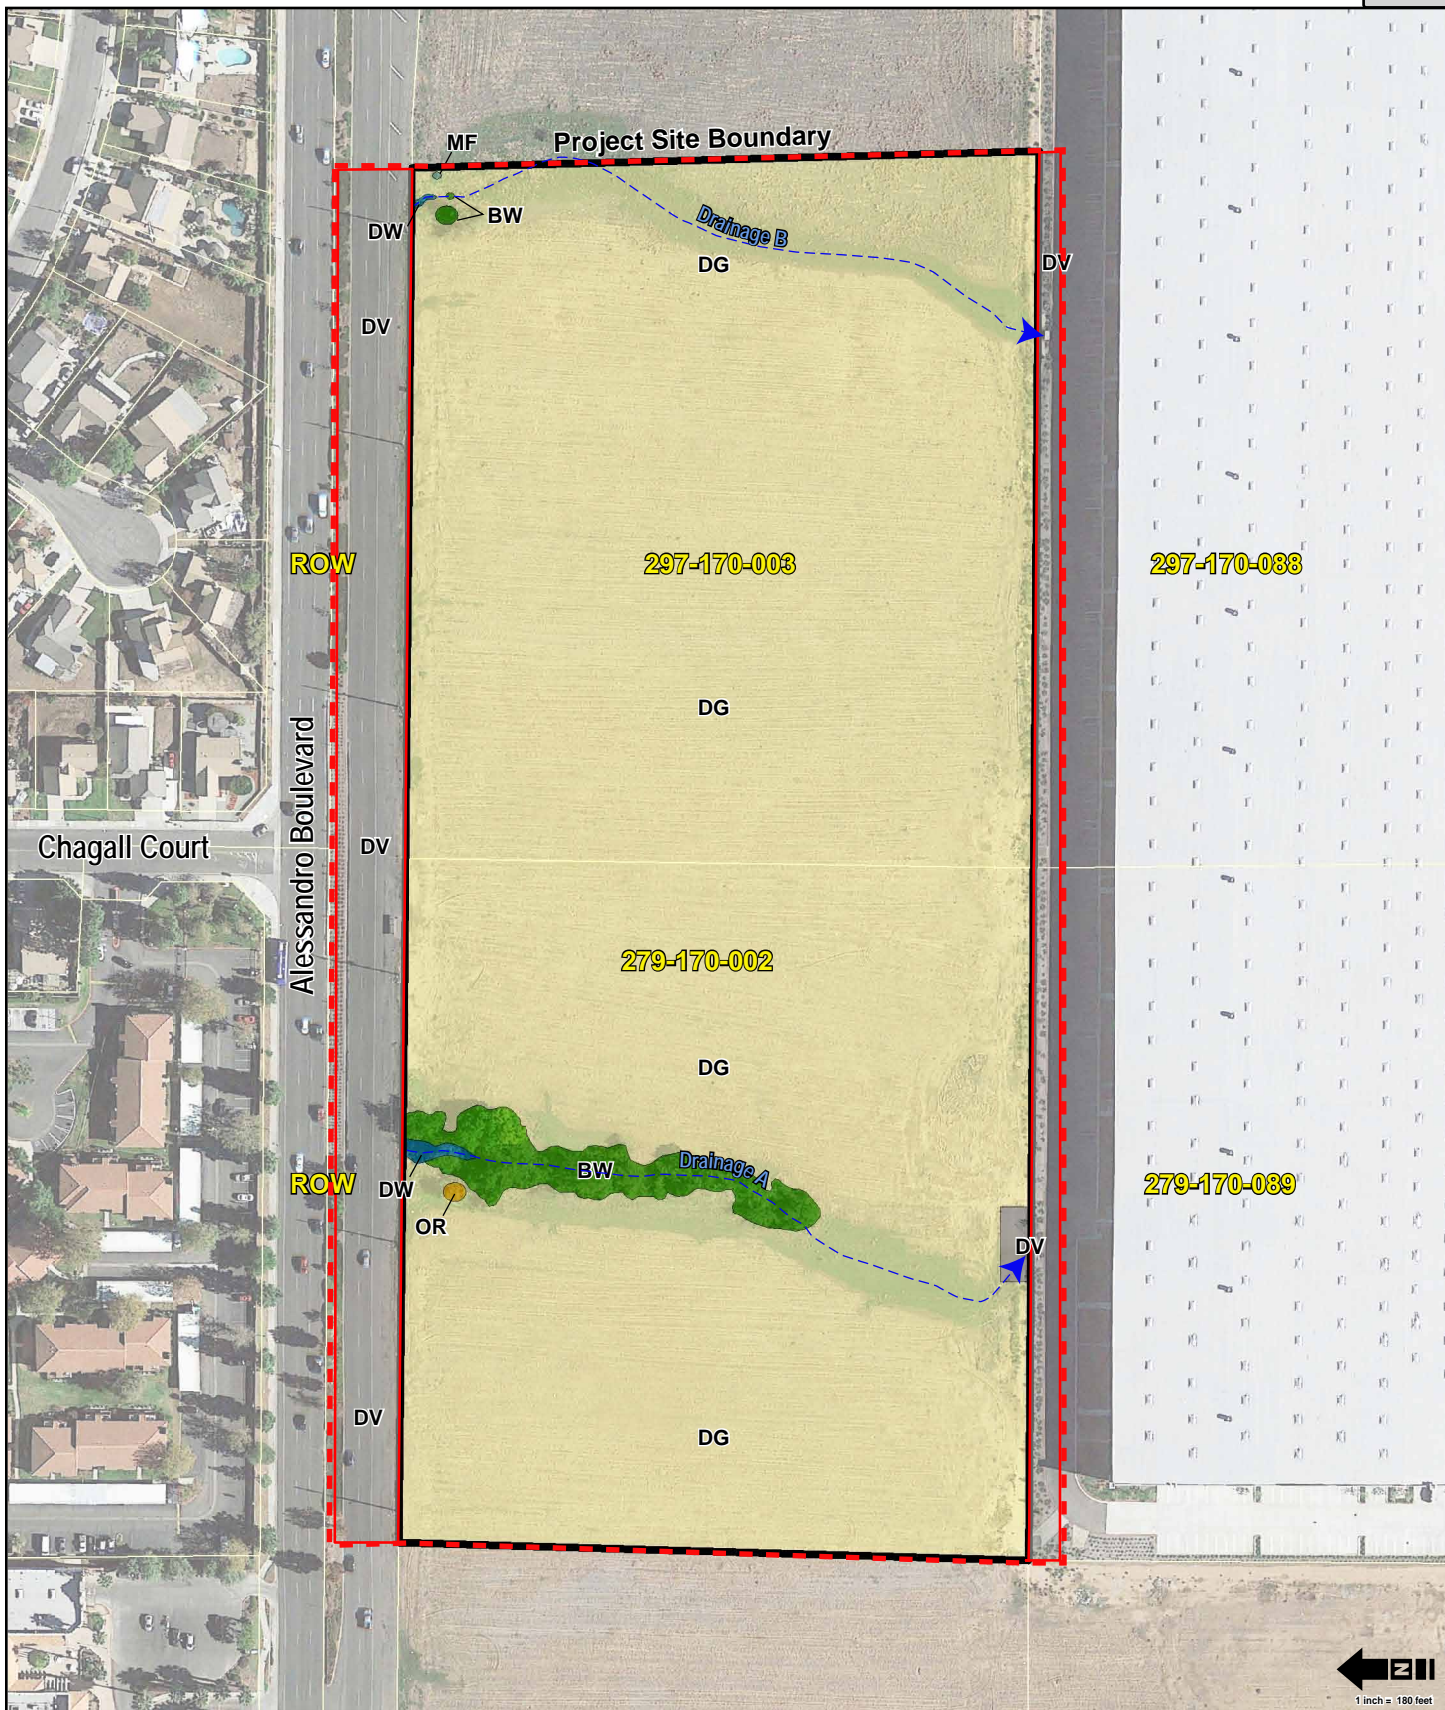 Project Site Boundary
MF
DW
BW
Drainage B
DG
DV
DV
ROW
297-170-003
297-170-088
DG
Alessandro Boulevard
Chagall Court
DV
279-170-002
DG
ROW
DW
BW
Drainage A
OR
279-170-089
DV
DV
DG
N
1 inch = 180 feet